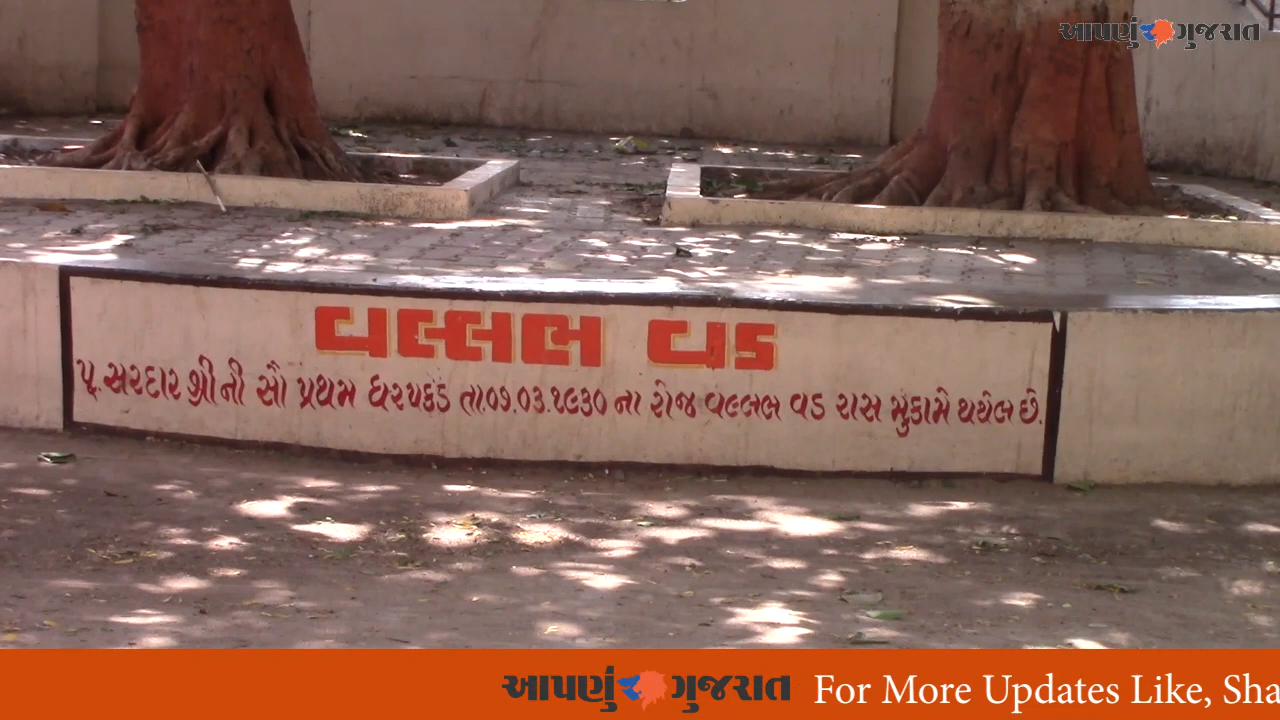 આપણું ગુજરાત
વલ્લભ વડ
પૂ. સરદાર શ્રી ની સૌ પ્રથમ ધરપકડ તા.૦૭.૦૩.૧૯૩૦ ના રોજ વલ્લભ વડ રાસ મુકામે થયેલ છે.
આપણું ગુજરાત For More Updates Like, Sha